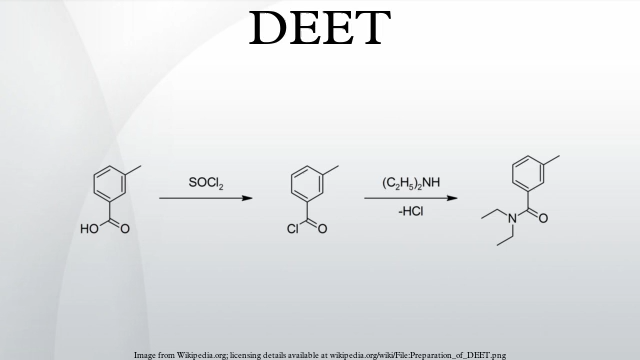 DEET
SOCl₂
(C₂H₅)₂NH
-HCl
HO
O
Cl
O
N
O
Image from Wikipedia.org; licensing details available at wikipedia.org/wiki/File:Preparation_of_DEET.png